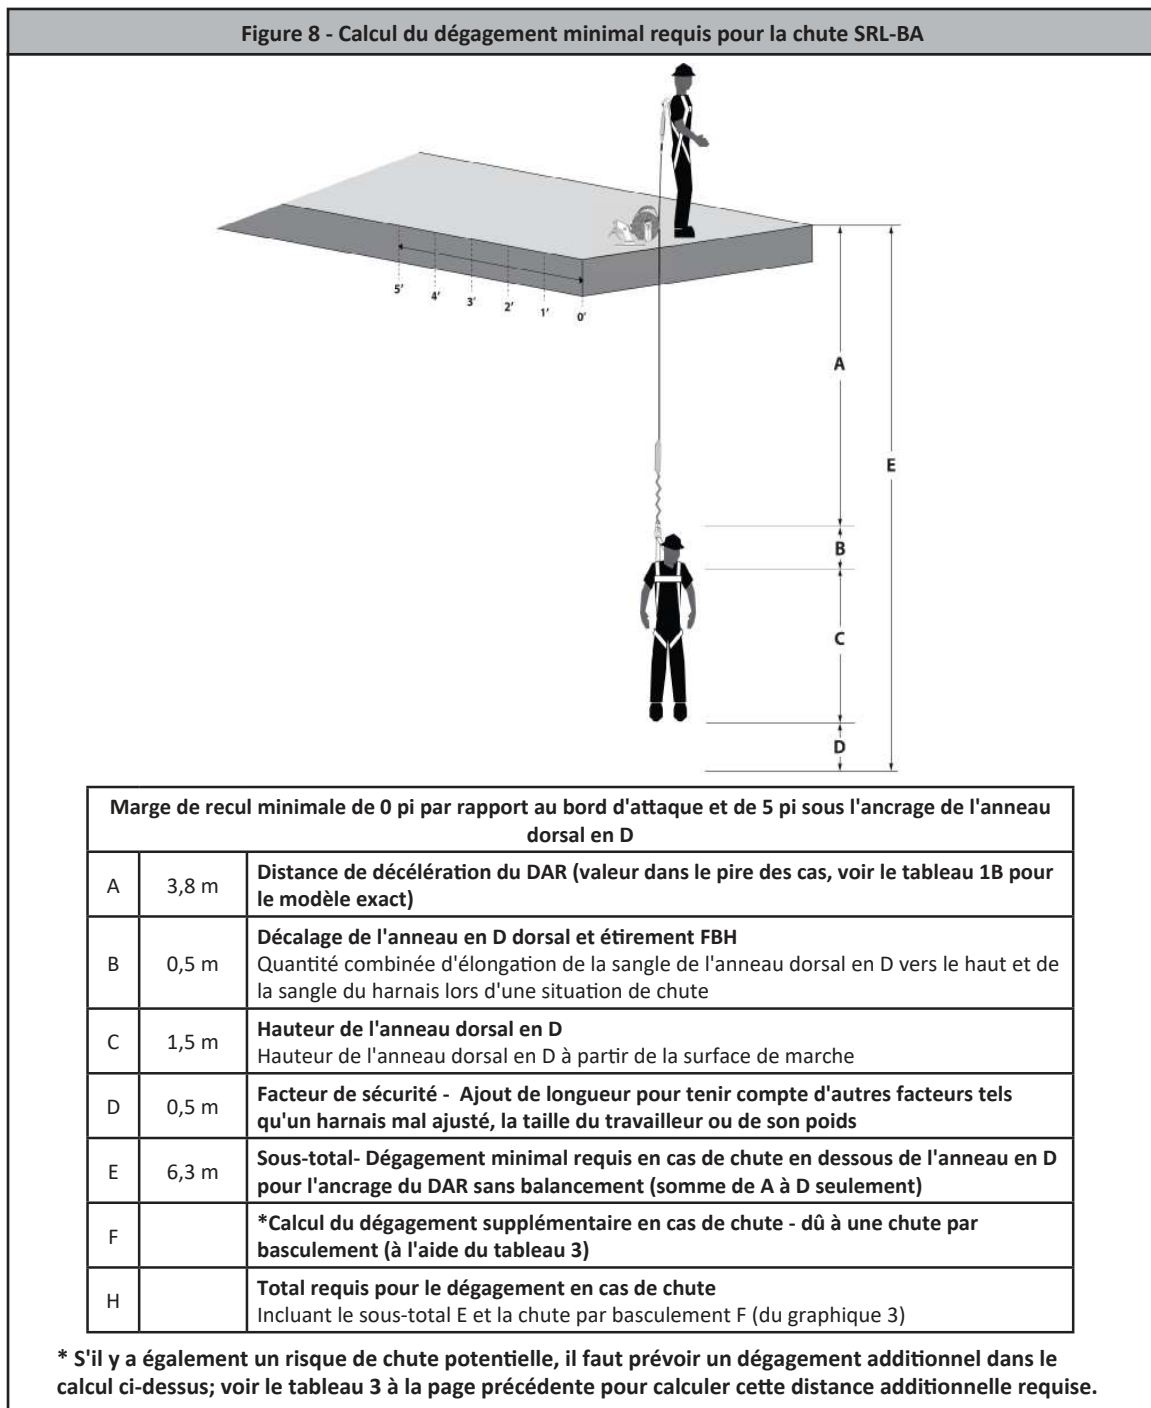 Figure 8 - Calcul du dégagement minimal requis pour la chute SRL-BA
5'
4'
3'
2'
1'
0'
A
E
B
C
D
Marge de recul minimale de 0 pi par rapport au bord d'attaque et de 5 pi sous l'ancrage de l'anneau
dorsal en D
A
3,8 m
Distance de décélération du DAR (valeur dans le pire des cas, voir le tableau 1B pour
le modèle exact)
B
0,5 m
Décalage de l'anneau en D dorsal et étirement FBH
Quantité combinée d'élongation de la sangle de l'anneau dorsal en D vers le haut et de
la sangle du harnais lors d'une situation de chute
C
1,5 m
Hauteur de l'anneau dorsal en D
Hauteur de l'anneau dorsal en D à partir de la surface de marche
D
0,5 m
Facteur de sécurité - Ajout de longueur pour tenir compte d'autres facteurs tels
qu'un harnais mal ajusté, la taille du travailleur ou de son poids
E
6,3 m
Sous-total- Dégagement minimal requis en cas de chute en dessous de l'anneau en D
pour l'ancrage du DAR sans balancement (somme de A à D seulement)
F
*Calcul du dégagement supplémentaire en cas de chute - dû à une chute par
basculement (à l'aide du tableau 3)
H
Total requis pour le dégagement en cas de chute
Incluant le sous-total E et la chute par basculement F (du graphique 3)
* S'il y a également un risque de chute potentielle, il faut prévoir un dégagement additionnel dans le
calcul ci-dessus; voir le tableau 3 à la page précédente pour calculer cette distance additionnelle requise.